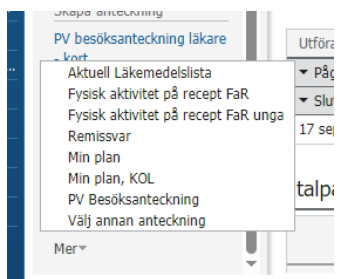 Skapa anteckning
PV besöksanteckning läkare
- kort
Aktuell Läkemedelslista
Fysisk aktivitet på recept FaR
Fysisk aktivitet på recept FaR unga
Remissvar
Min plan
Min plan, KOL
PV Besöksanteckning
Välj annan anteckning
Mer
Utföra
Påg
Slu
17 sep
talpa